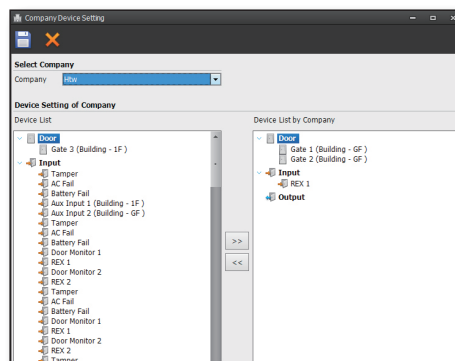 Company Device Setting
Select Company
Company Htw
Device Setting of Company
Device List
Door
Gate 3 (Building - 1F )
Input
Tamper
AC Fail
Battery Fail
Aux Input 1 (Building - 1F )
Aux Input 2 (Building - GF )
Tamper
AC Fail
Battery Fail
Door Monitor 1
REX 1
Door Monitor 2
REX 2
Tamper
AC Fail
Battery Fail
Door Monitor 1
REX 1
Door Monitor 2
REX 2
Tamper
>>
<<
Device List by Company
Door
Gate 1 (Building - GF )
Gate 2 (Building - GF )
Input
REX 1
Output